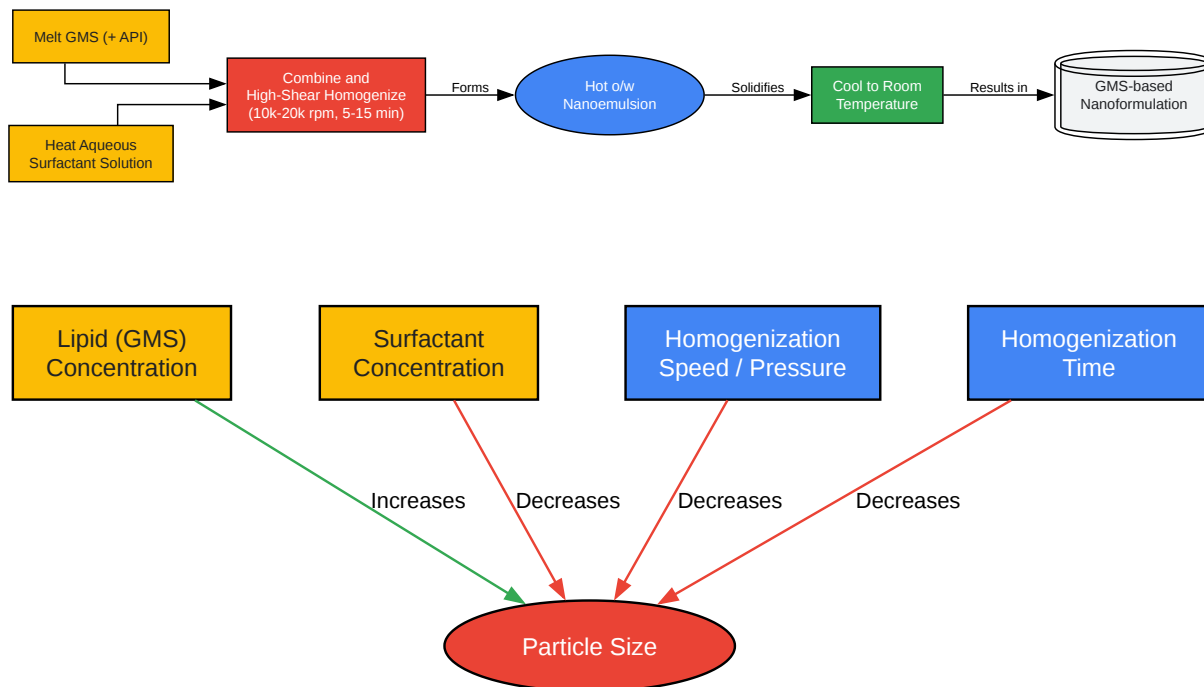 Melt GMS (+ API)
Heat Aqueous
Surfactant Solution
Combine and
High-Shear Homogenize
(10k-20k rpm, 5-15 min)
Forms
Hot o/w
Nanoemulsion
Solidifies
Cool to Room
Temperature
Results in
GMS-based
Nanoformulation
Lipid (GMS)
Concentration
Surfactant
Concentration
Homogenization
Speed / Pressure
Homogenization
Time
Increases
Decreases
Decreases
Decreases
Particle Size